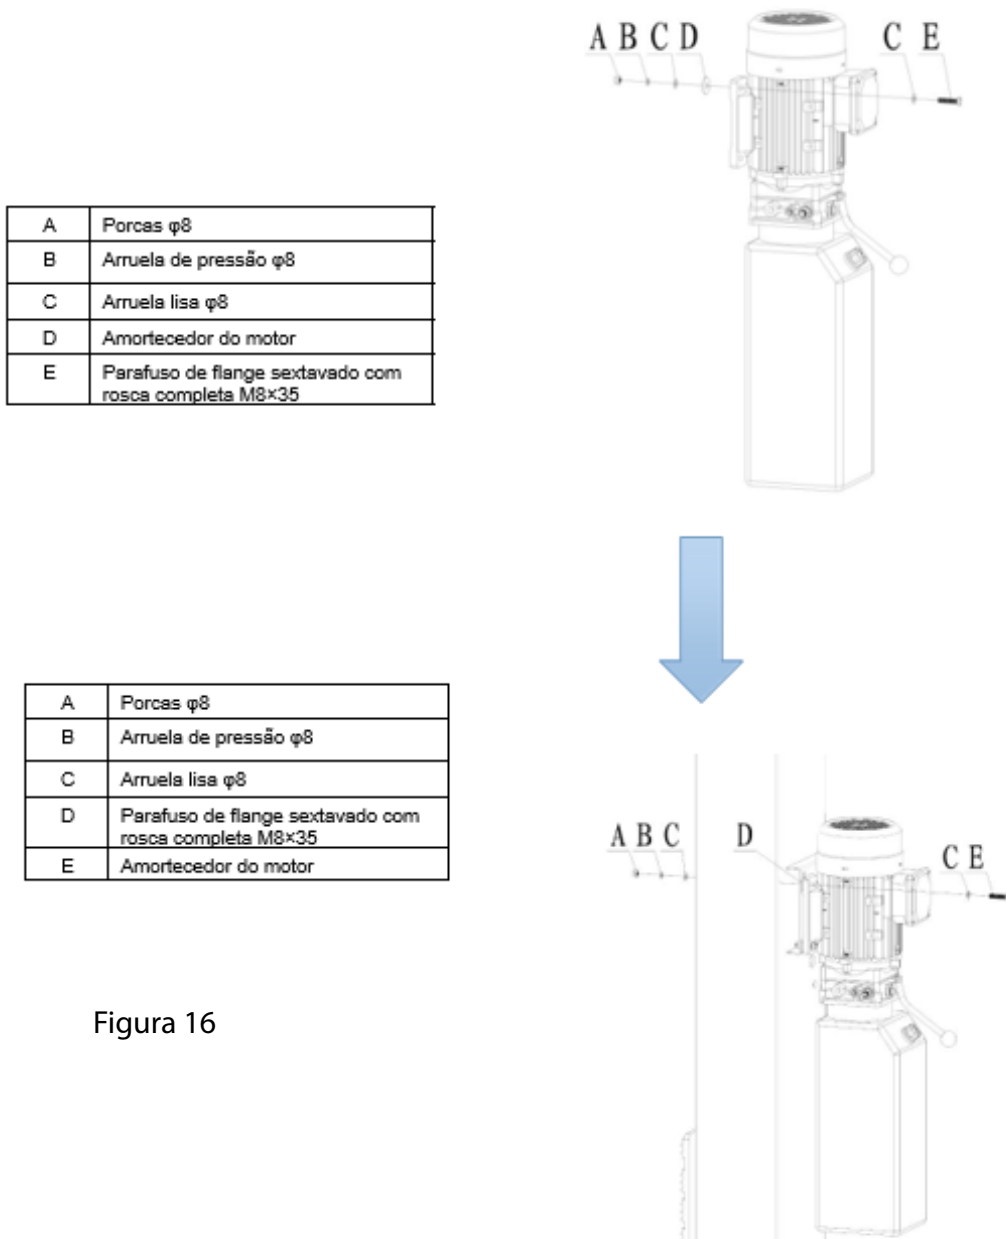 A B C D C E
A Porcas φ8
B Arruela de pressão φ8
C Arruela lisa φ8
D Amortecedor do motor
E Parafuso de flange sextavado com
rosca completa M8×35
A Porcas φ8
B Arruela de pressão φ8
C Arruela lisa φ8
D Parafuso de flange sextavado com
rosca completa M8×35
E Amortecedor do motor
A B C D C E
Figura 16